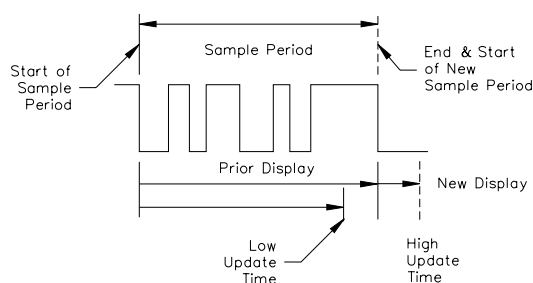 Sample Period
Start of
Sample
Period
End & Start
of New
Sample Period
Prior Display
New Display
Low
Update
Time
High
Update
Time